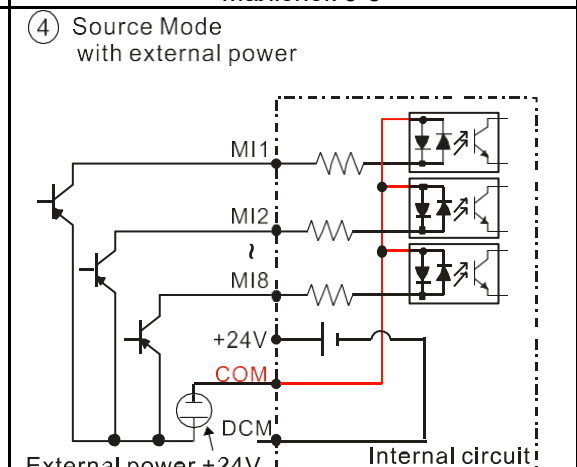 ④ Source Mode
with external power
MI1
MI2
~
MI8
+24V
COM
DCM
External power +24V
Internal circuit